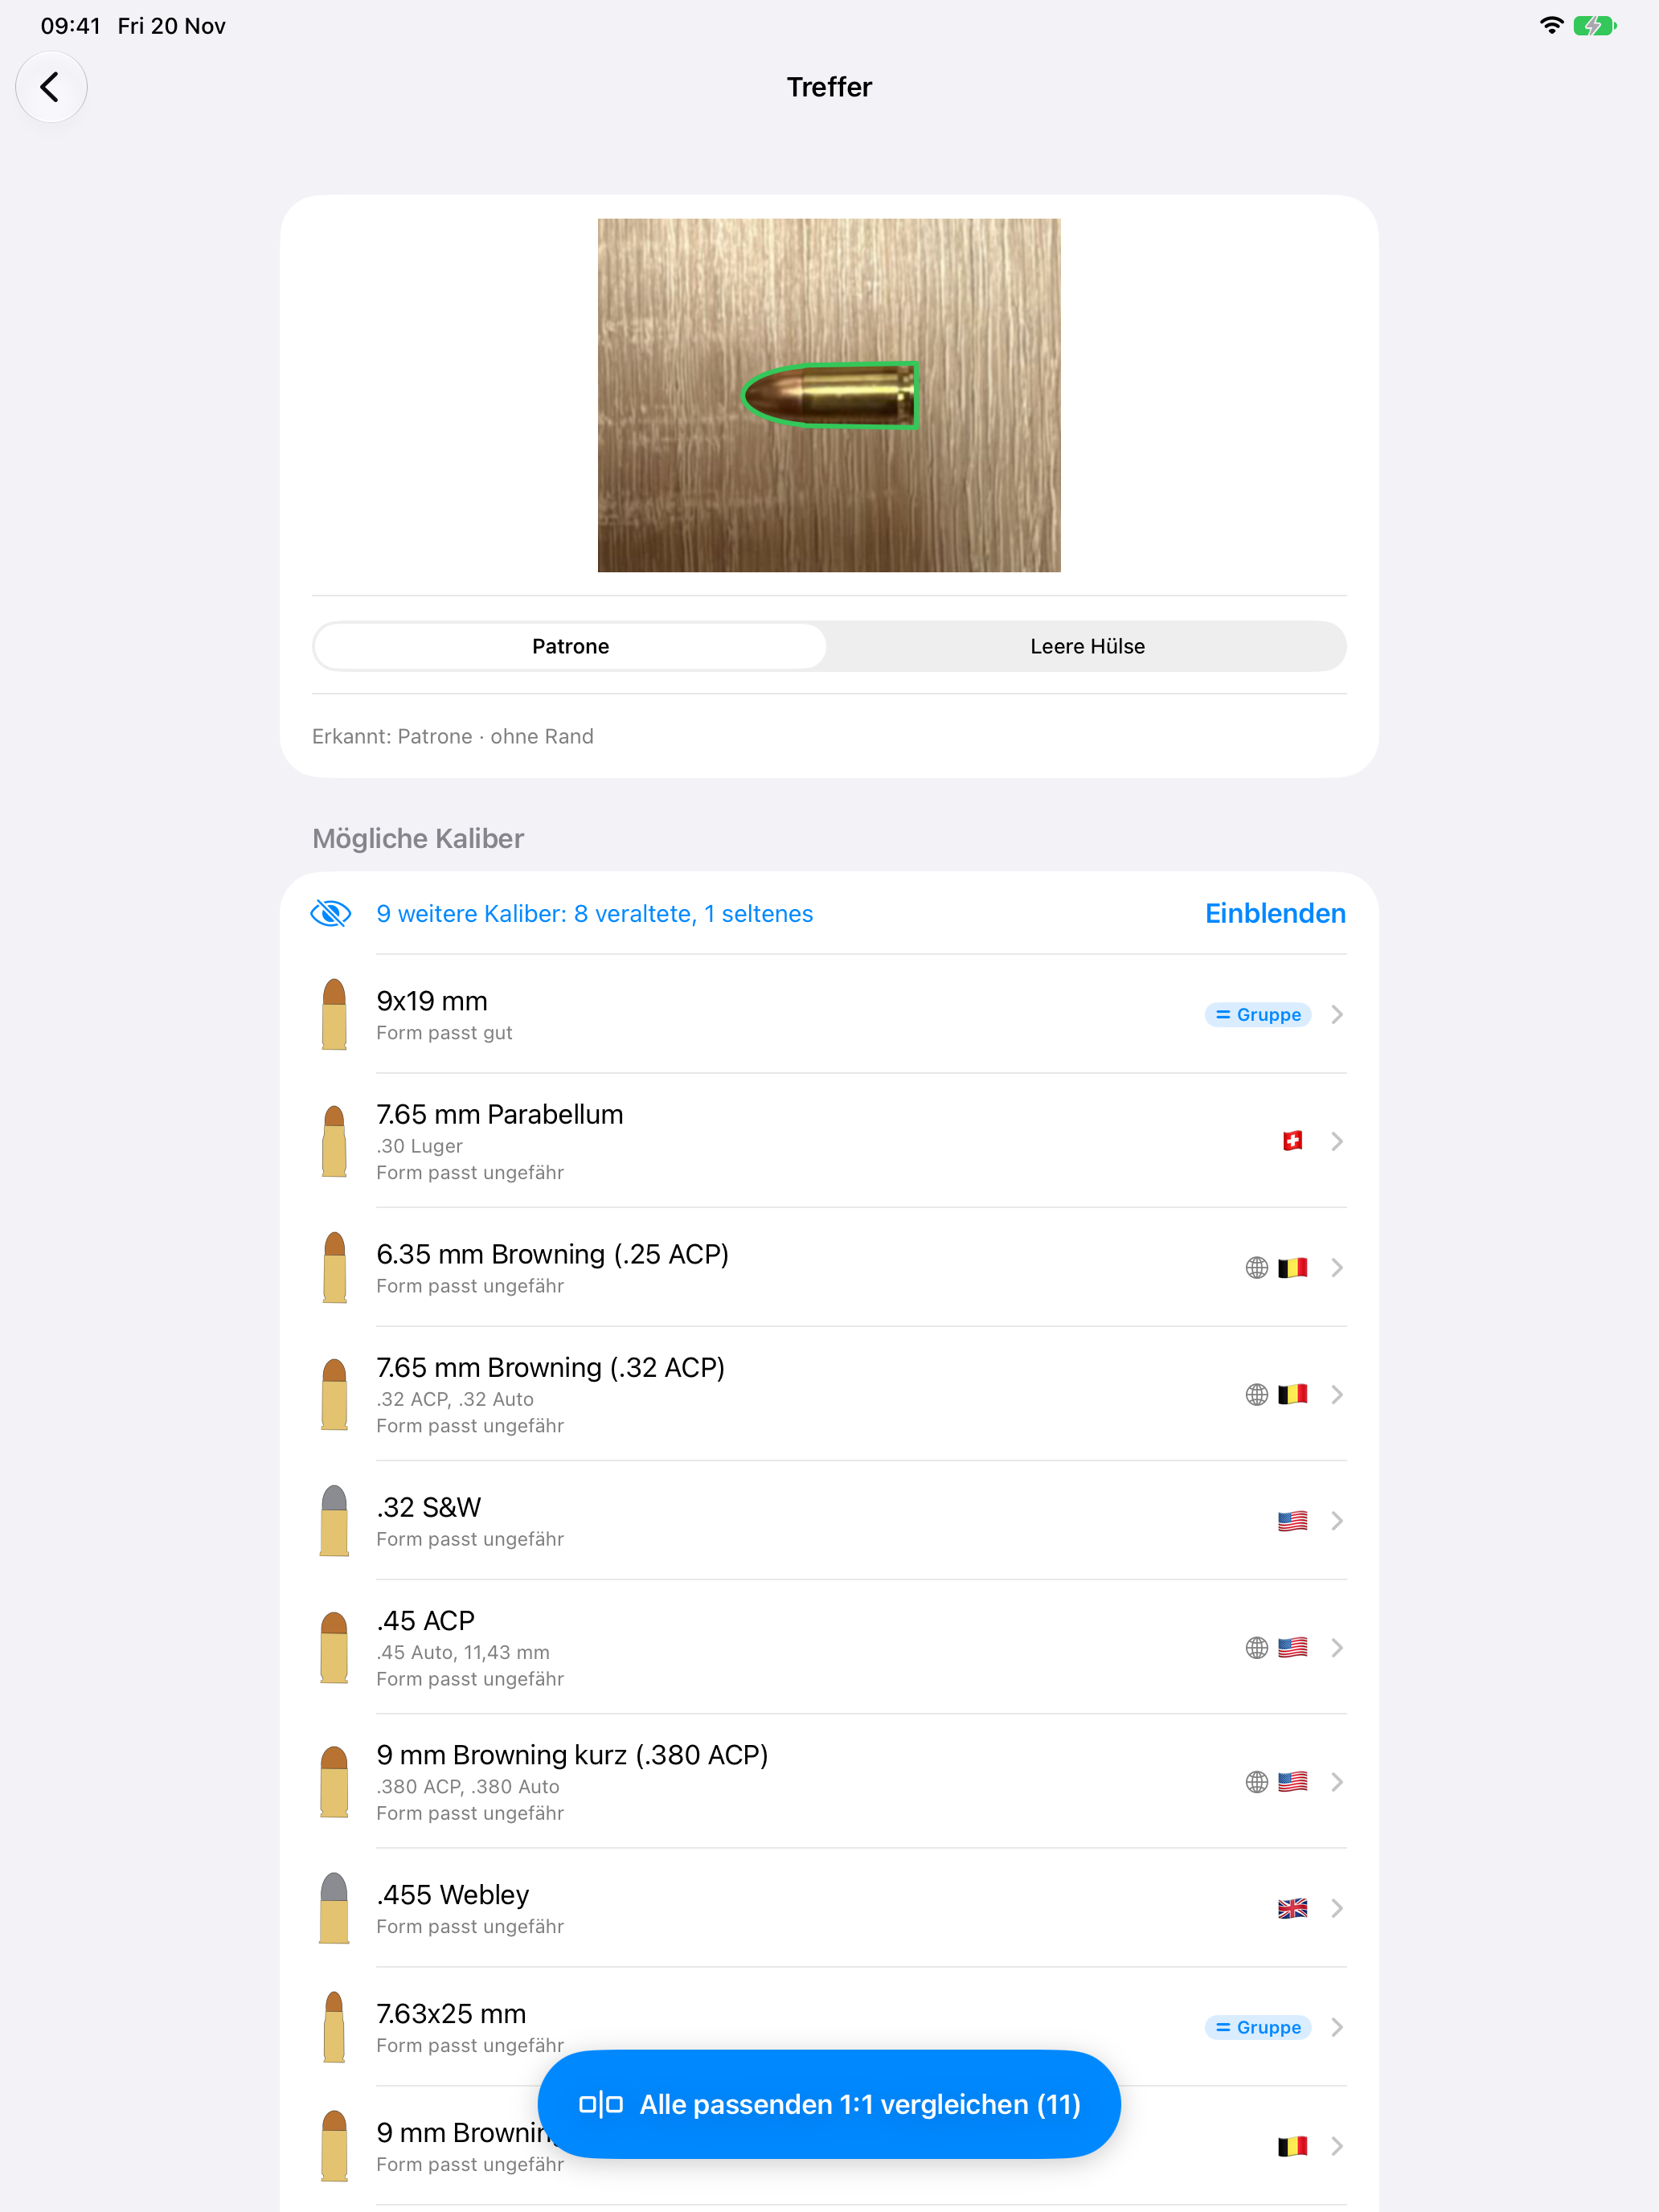 09:41 Fri 20 Nov
Treffer
Patrone
Leere Hülse
Erkannt: Patrone · ohne Rand
Mögliche Kaliber
9 weitere Kaliber: 8 veraltete, 1 seltenes
Einblenden
9x19 mm
Form passt gut
= Gruppe
7.65 mm Parabellum
.30 Luger
Form passt ungefähr
6.35 mm Browning (.25 ACP)
Form passt ungefähr
7.65 mm Browning (.32 ACP)
.32 ACP, .32 Auto
Form passt ungefähr
.32 S&W
Form passt ungefähr
.45 ACP
.45 Auto, 11,43 mm
Form passt ungefähr
9 mm Browning kurz (.380 ACP)
.380 ACP, .380 Auto
Form passt ungefähr
.455 Webley
Form passt ungefähr
7.63x25 mm
Form passt ungefähr
= Gruppe
Alle passenden 1:1 vergleichen (11)
9 mm
Form passt ungefähr